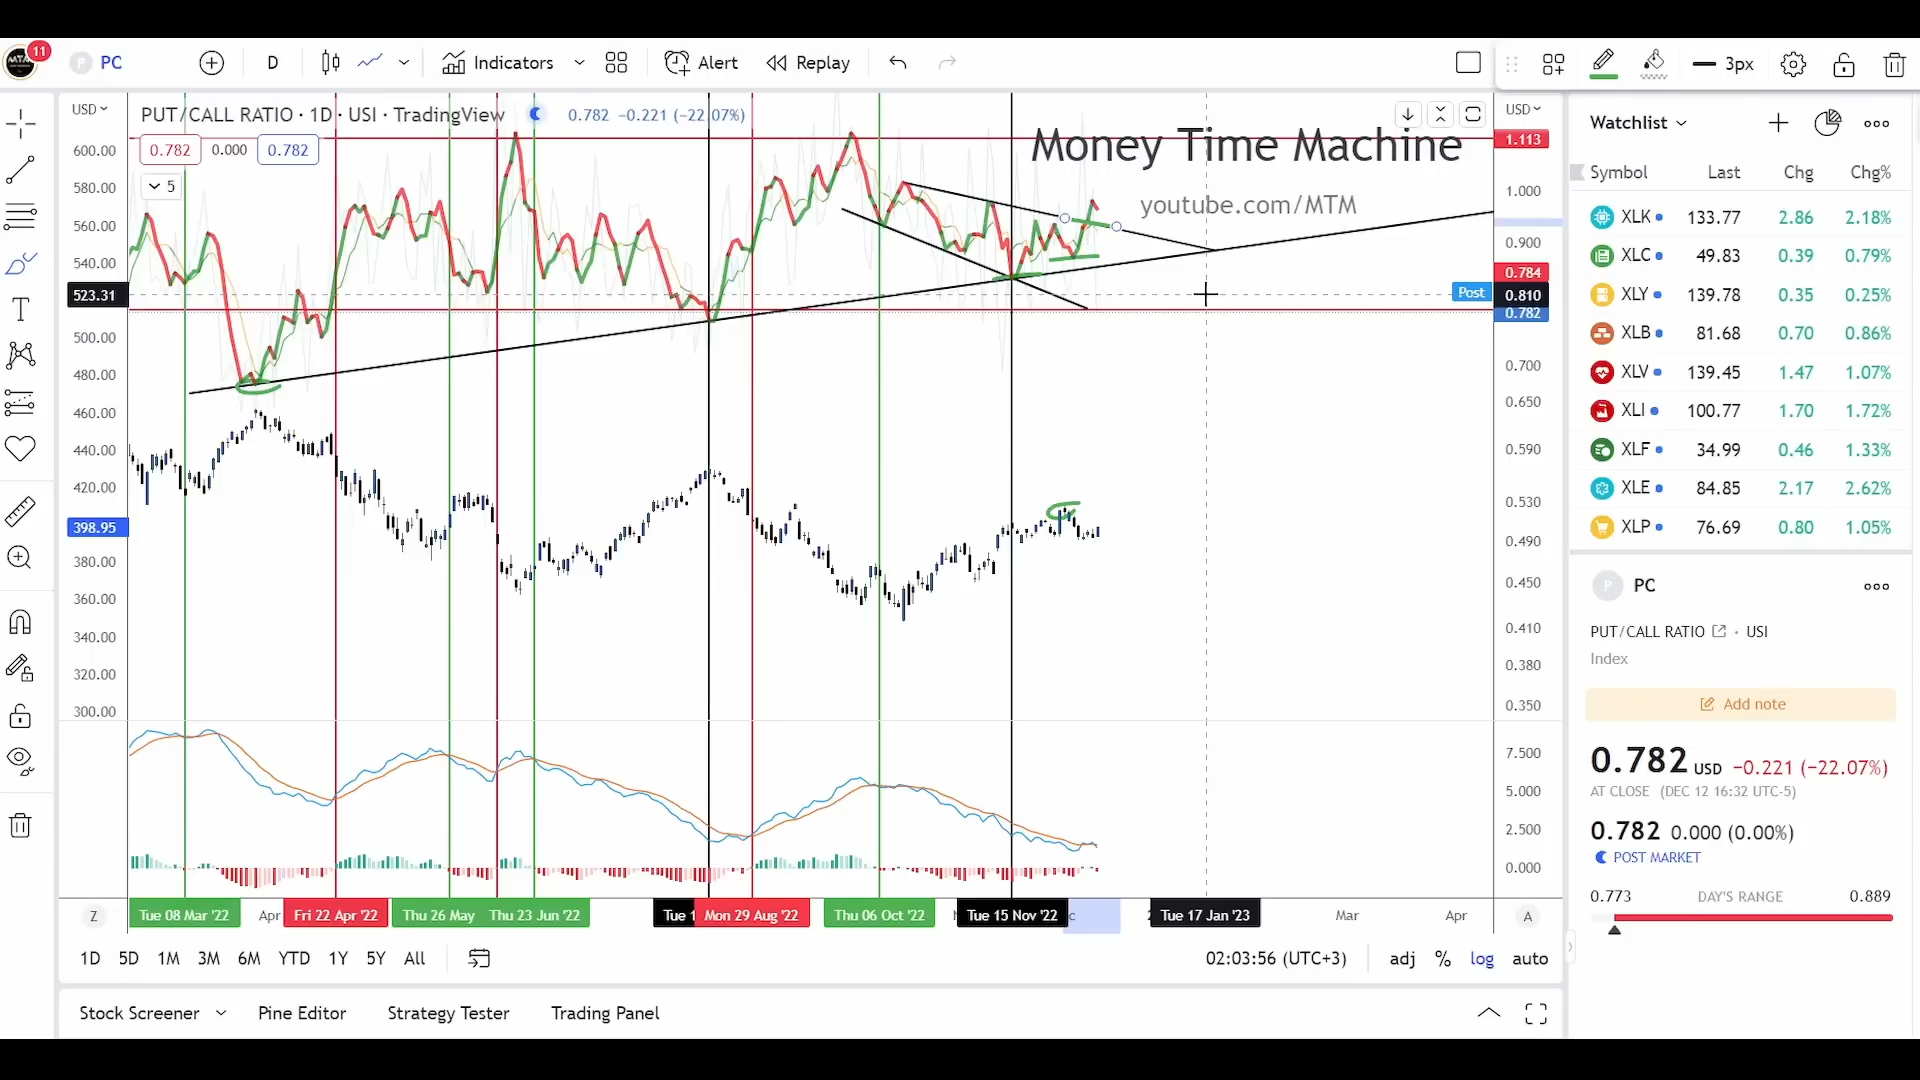 11
MTM
P PC
D
Indicators
Alert
Replay
3px
USD
PUT/CALL RATIO · 1D · USI · TradingView
0.782 −0.221 (−22.07%)
0.782 0.000 0.782
5
Money Time Machine
youtube.com/MTM
600.00
580.00
560.00
540.00
523.31
500.00
480.00
460.00
440.00
420.00
398.95
380.00
360.00
340.00
320.00
300.00
USD
1.113
1.000
0.900
0.784
Post 0.810
0.782
0.700
0.650
0.590
0.530
0.490
0.450
0.410
0.380
0.350
7.500
5.000
2.500
0.000
Z
Tue 08 Mar '22
Apr
Fri 22 Apr '22
Thu 26 May
Thu 23 Jun '22
Tue 1
Mon 29 Aug '22
Thu 06 Oct '22
Tue 15 Nov '22
Tue 17 Jan '23
Mar
Apr
A
1D 5D 1M 3M 6M YTD 1Y 5Y All
02:03:56 (UTC+3)
adj % log auto
Stock Screener
Pine Editor
Strategy Tester
Trading Panel
Watchlist
Symbol Last Chg Chg%
XLK 133.77 2.86 2.18%
XLC 49.83 0.39 0.79%
XLY 139.78 0.35 0.25%
XLB 81.68 0.70 0.86%
XLV 139.45 1.47 1.07%
XLI 100.77 1.70 1.72%
XLF 34.99 0.46 1.33%
XLE 84.85 2.17 2.62%
XLP 76.69 0.80 1.05%
P PC
PUT/CALL RATIO · USI
Index
Add note
0.782 USD −0.221 (−22.07%)
AT CLOSE (DEC 12 16:32 UTC-5)
0.782 0.000 (0.00%)
POST MARKET
0.773 DAY'S RANGE 0.889